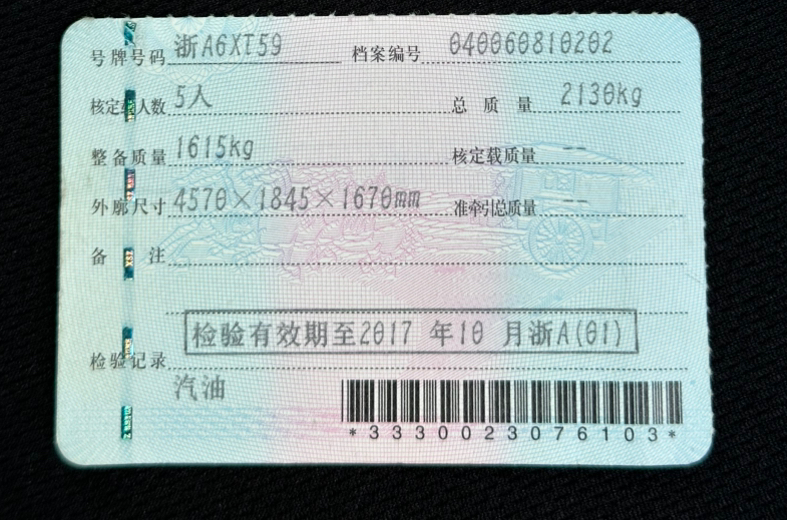 号牌号码 浙A6XT59 档案编号 040060810202
核定载人数 5人 总质量 2130kg
整备质量 1615kg 核定载质量 --
外廓尺寸 4570×1845×1670mm 准牵引总质量 --
备注
检验有效期至2017 年10 月浙A(01)
检验记录
汽油
*3330023076103*